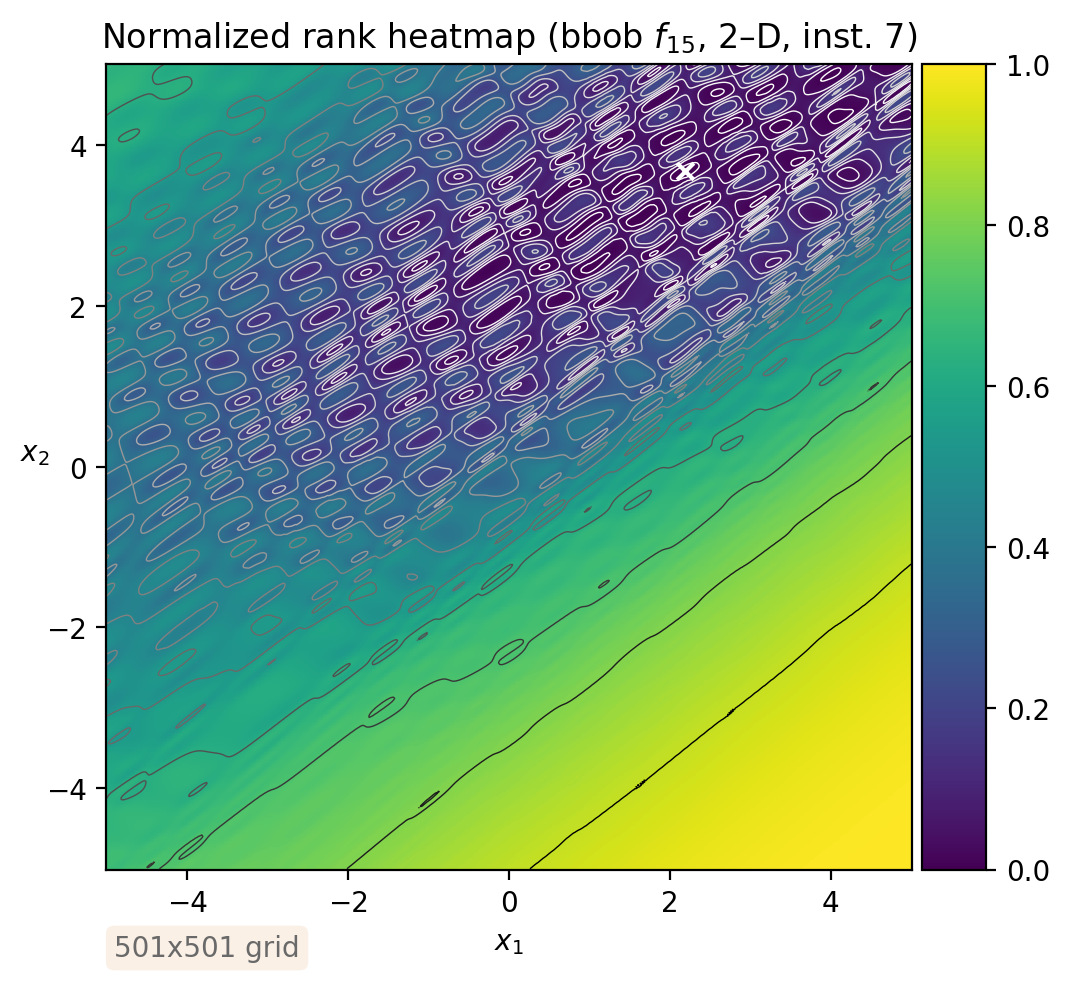 Normalized rank heatmap (bbob f₁₅, 2–D, inst. 7)
1.0
0.8
0.6
0.4
0.2
0.0
4
2
0
−2
−4
x₂
−4 −2 0 2 4
x₁
501x501 grid